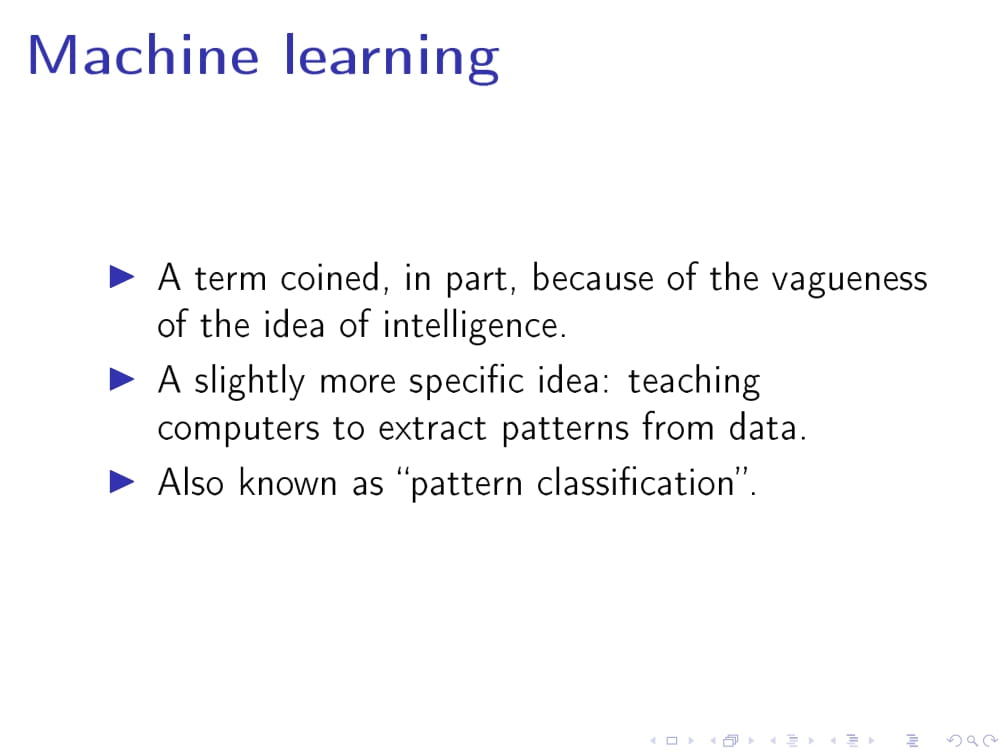 Machine learning
A term coined, in part, because of the vagueness
of the idea of intelligence.
A slightly more specific idea: teaching
computers to extract patterns from data.
Also known as “pattern classification”.